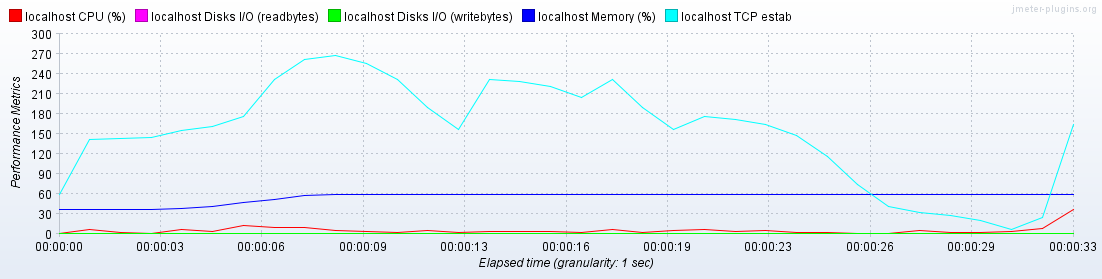 localhost CPU (%) localhost Disks I/O (readbytes) localhost Disks I/O (writebytes) localhost Memory (%) localhost TCP estab
jmeter-plugins.org
300
270
240
210
180
150
120
90
60
30
0
Performance Metrics
00:00:00 00:00:03 00:00:06 00:00:09 00:00:13 00:00:16 00:00:19 00:00:23 00:00:26 00:00:29 00:00:33
Elapsed time (granularity: 1 sec)